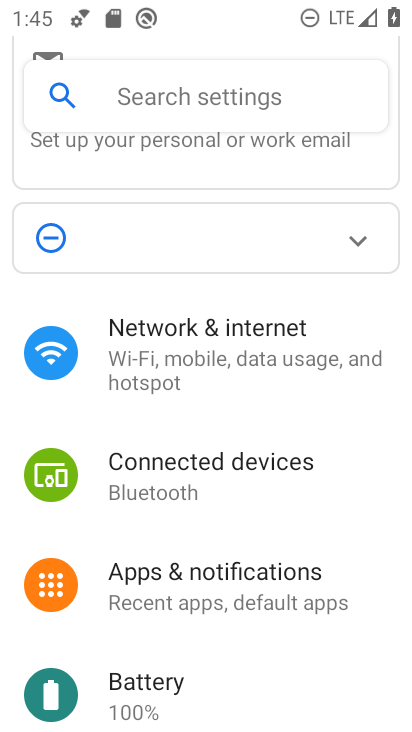 1:45
LTE
Search settings
Set up your personal or work email
Network & internet
Wi-Fi, mobile, data usage, and
hotspot
Connected devices
Bluetooth
Apps & notifications
Recent apps, default apps
Battery
100%